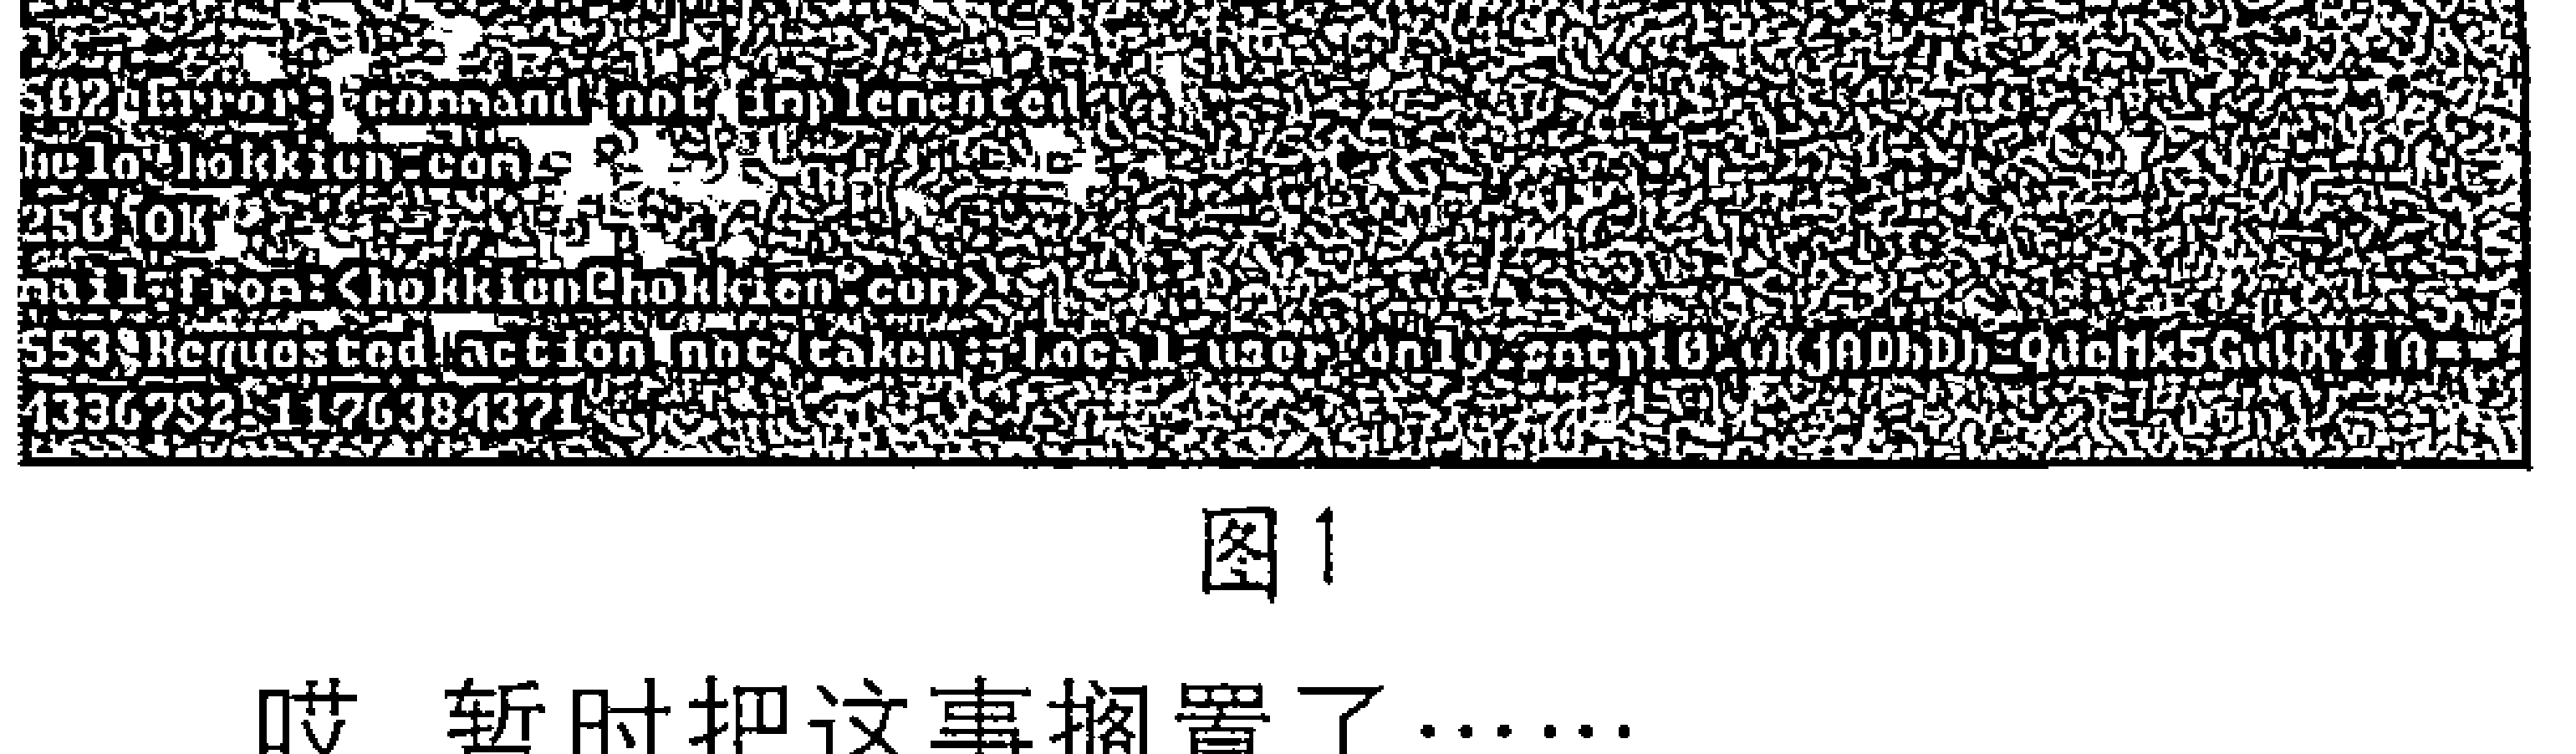 502 Error: command not implemented
helo hokkien.com
250 OK
mail from:<hokkien@hokkien.com>
553 Requested action not taken: Local user only
1176384371
图1
哎 暂时把这事搁置了……